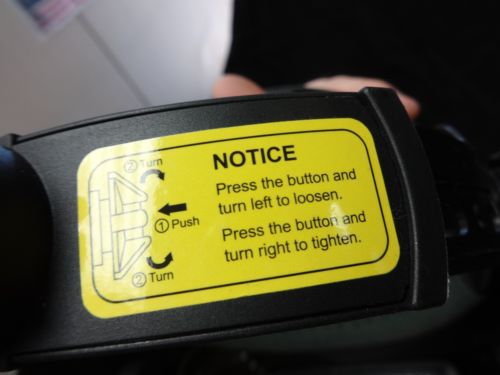 NOTICE
Press the button and
turn left to loosen.
Press the button and
turn right to tighten.
② Turn
① Push
② Turn